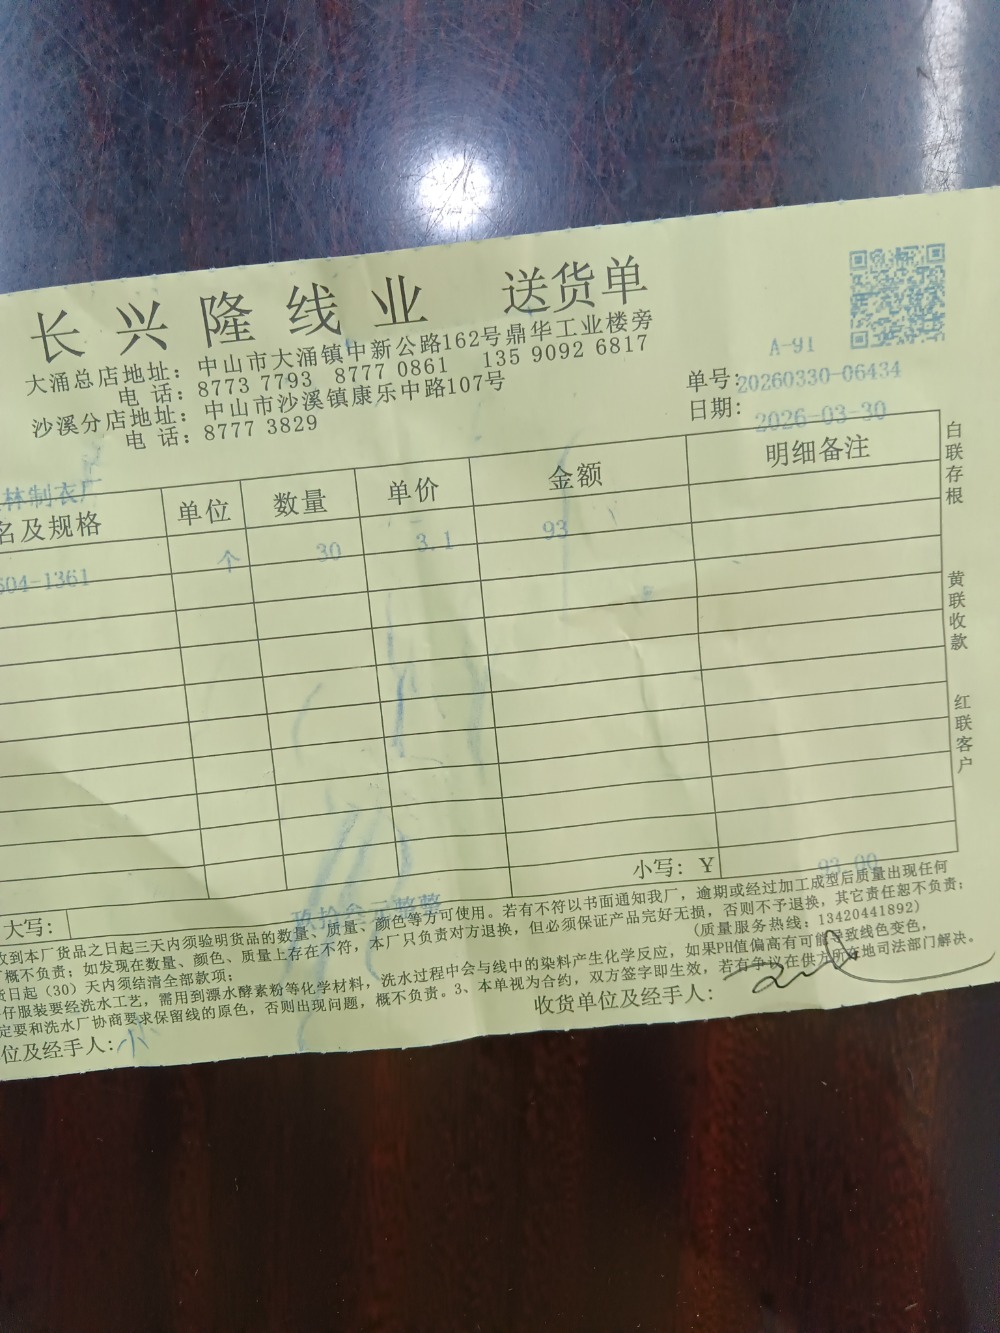 长兴隆线业 送货单
大涌总店地址：中山市大涌镇中新公路162号鼎华工业楼旁
电 话：8773 7793 8777 0861 135 9092 6817
沙溪分店地址：中山市沙溪镇康乐中路107号
电 话：8777 3829
A-91
单号：20260330-06434
日期：2026-03-30
林制衣厂
名及规格 单位 数量 单价 金额 明细备注
504-1361 个 30 3.1 93
小写：￥ 93.00
大写： 玖拾叁元整整
收到本厂货品之日起三天内须验明货品的数量、质量、颜色等方可使用。若有不符以书面通知我厂，逾期或经过加工成型后质量出现任何
概不负责；如发现在数量、颜色、质量上存在不符，本厂只负责对方退换，但必须保证产品完好无损，否则不予退换，其它责任恕不负责；
货日起（30）天内须结清全部款项； (质量服务热线：13420441892)
仔服装要经洗水工艺，需用到漂水酵素粉等化学材料，洗水过程中会与线中的染料产生化学反应，如果PH值偏高有可能导致线色变色，
定要和洗水厂协商要求保留线的原色，否则出现问题，概不负责。3、本单视为合约，双方签字即生效，若有争议在供方所在地司法部门解决。
位及经手人： 收货单位及经手人：
白联存根
黄联收款
红联客户